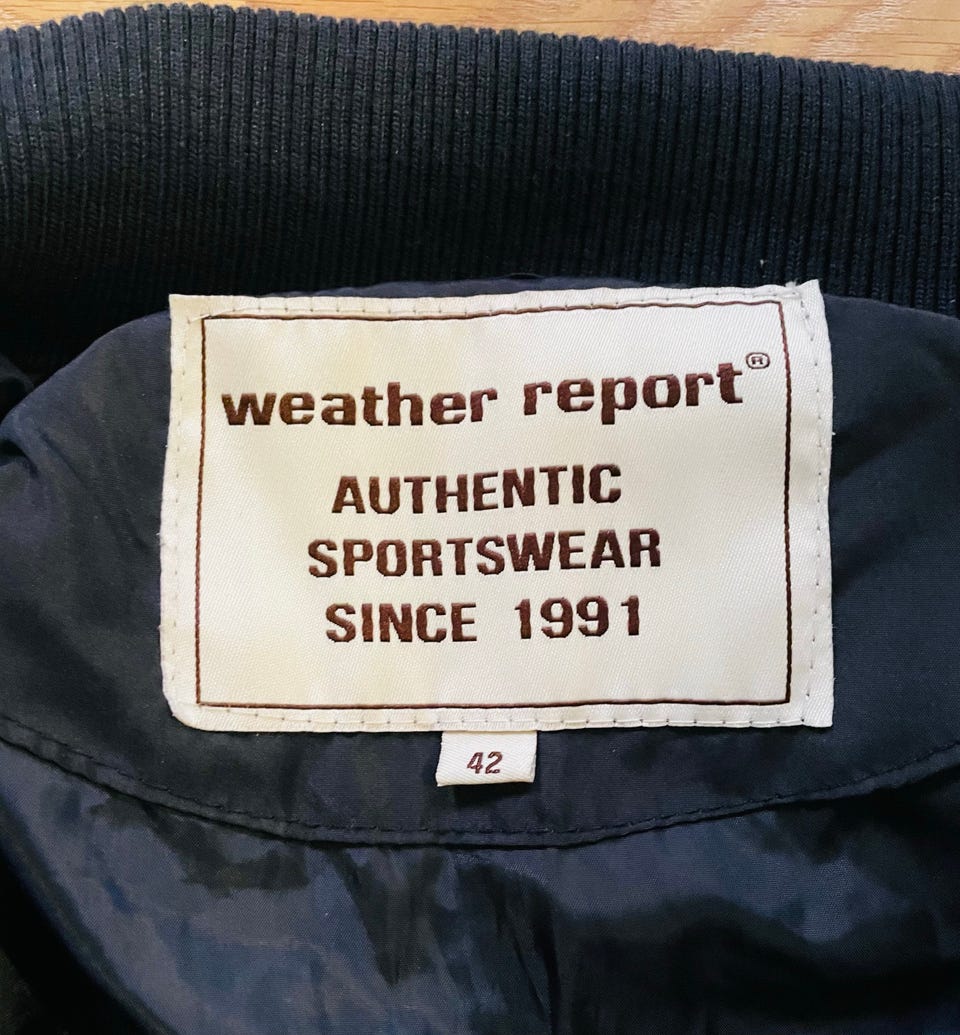 weather report®
AUTHENTIC
SPORTSWEAR
SINCE 1991
42